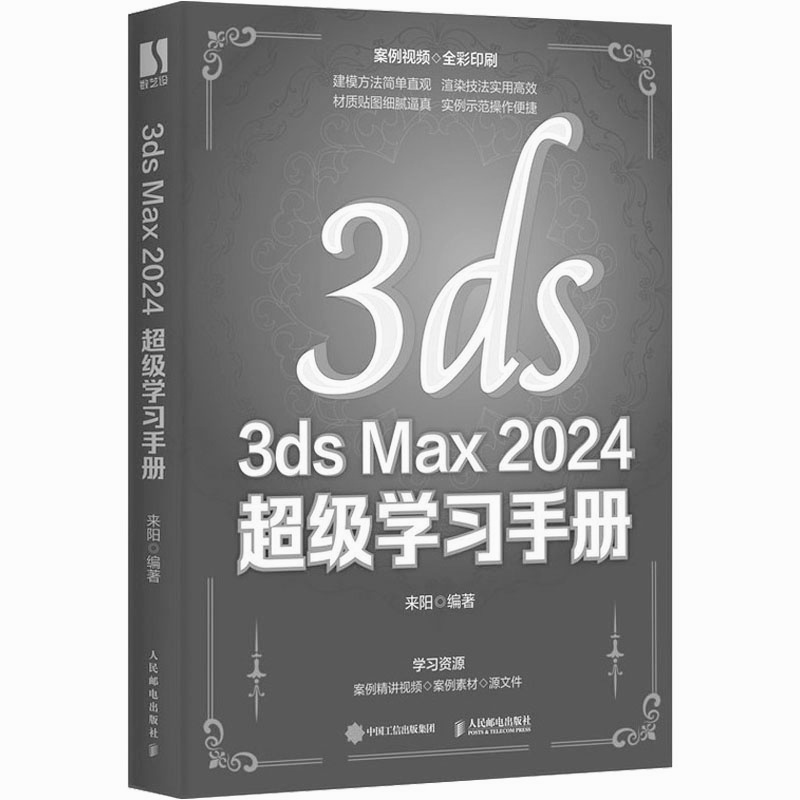 数艺设
3ds Max 2024 超级学习手册
来阳◎编著
人民邮电出版社
案例视频◇全彩印刷
建模方法简单直观 渲染技法实用高效
材质贴图细腻逼真 实例示范操作便捷
3ds
3ds Max 2024
超级学习手册
来阳◎编著
学习资源
案例精讲视频◇案例素材◇源文件
中国工信出版集团 人民邮电出版社
POSTS & TELECOM PRESS